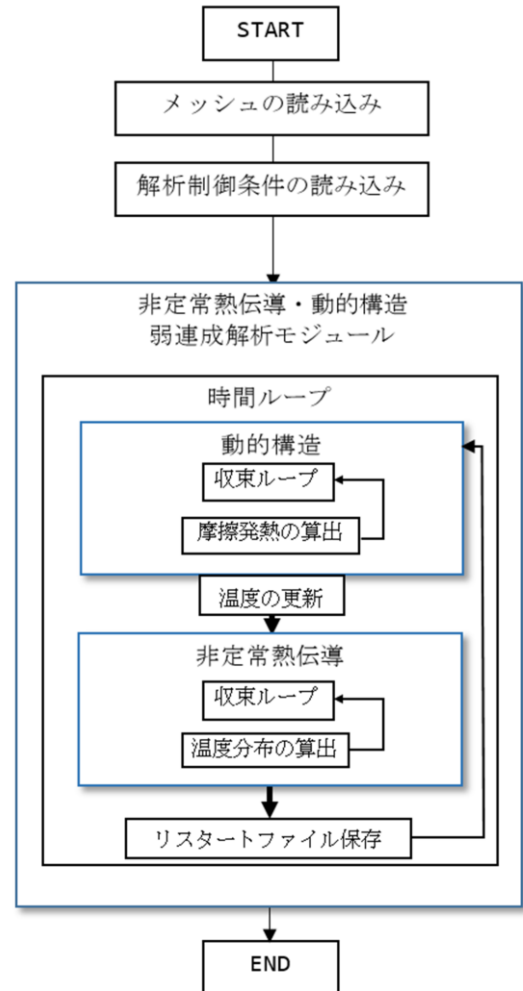 START
メッシュの読み込み
解析制御条件の読み込み
非定常熱伝導・動的構造
弱連成解析モジュール
時間ループ
動的構造
収束ループ
摩擦発熱の算出
温度の更新
非定常熱伝導
収束ループ
温度分布の算出
リスタートファイル保存
END